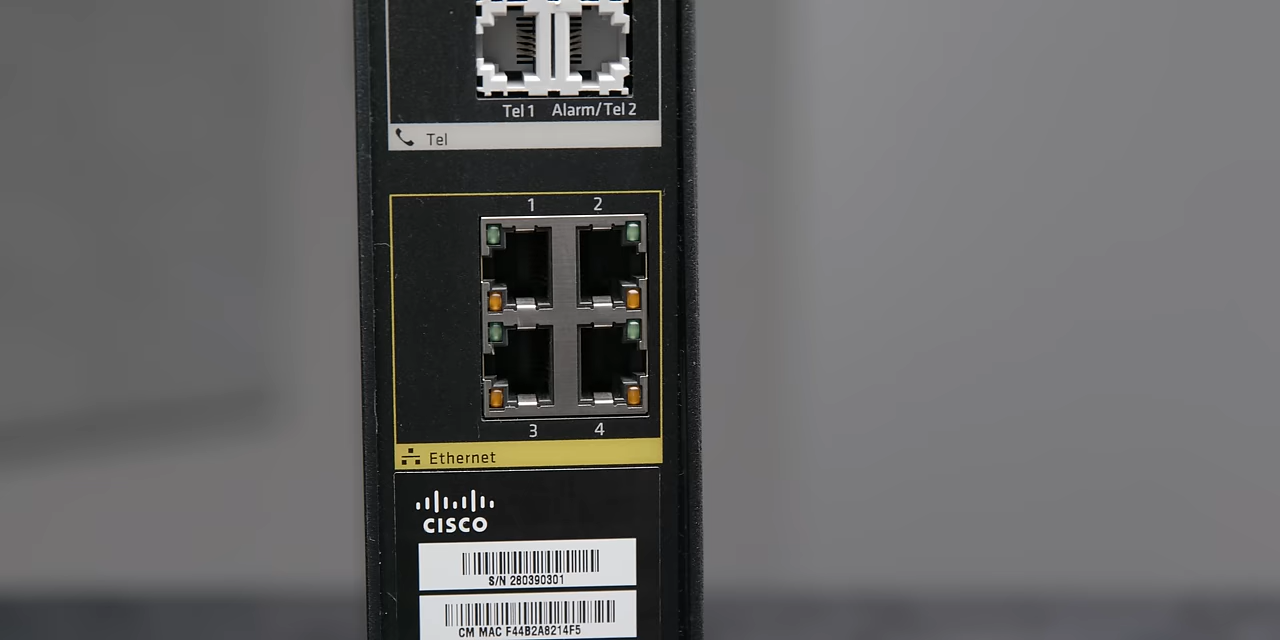 Tel 1 Alarm/Tel 2
Tel
1 2
3 4
Ethernet
CISCO
S/N 280390301
CM MAC F44B2A8214F5